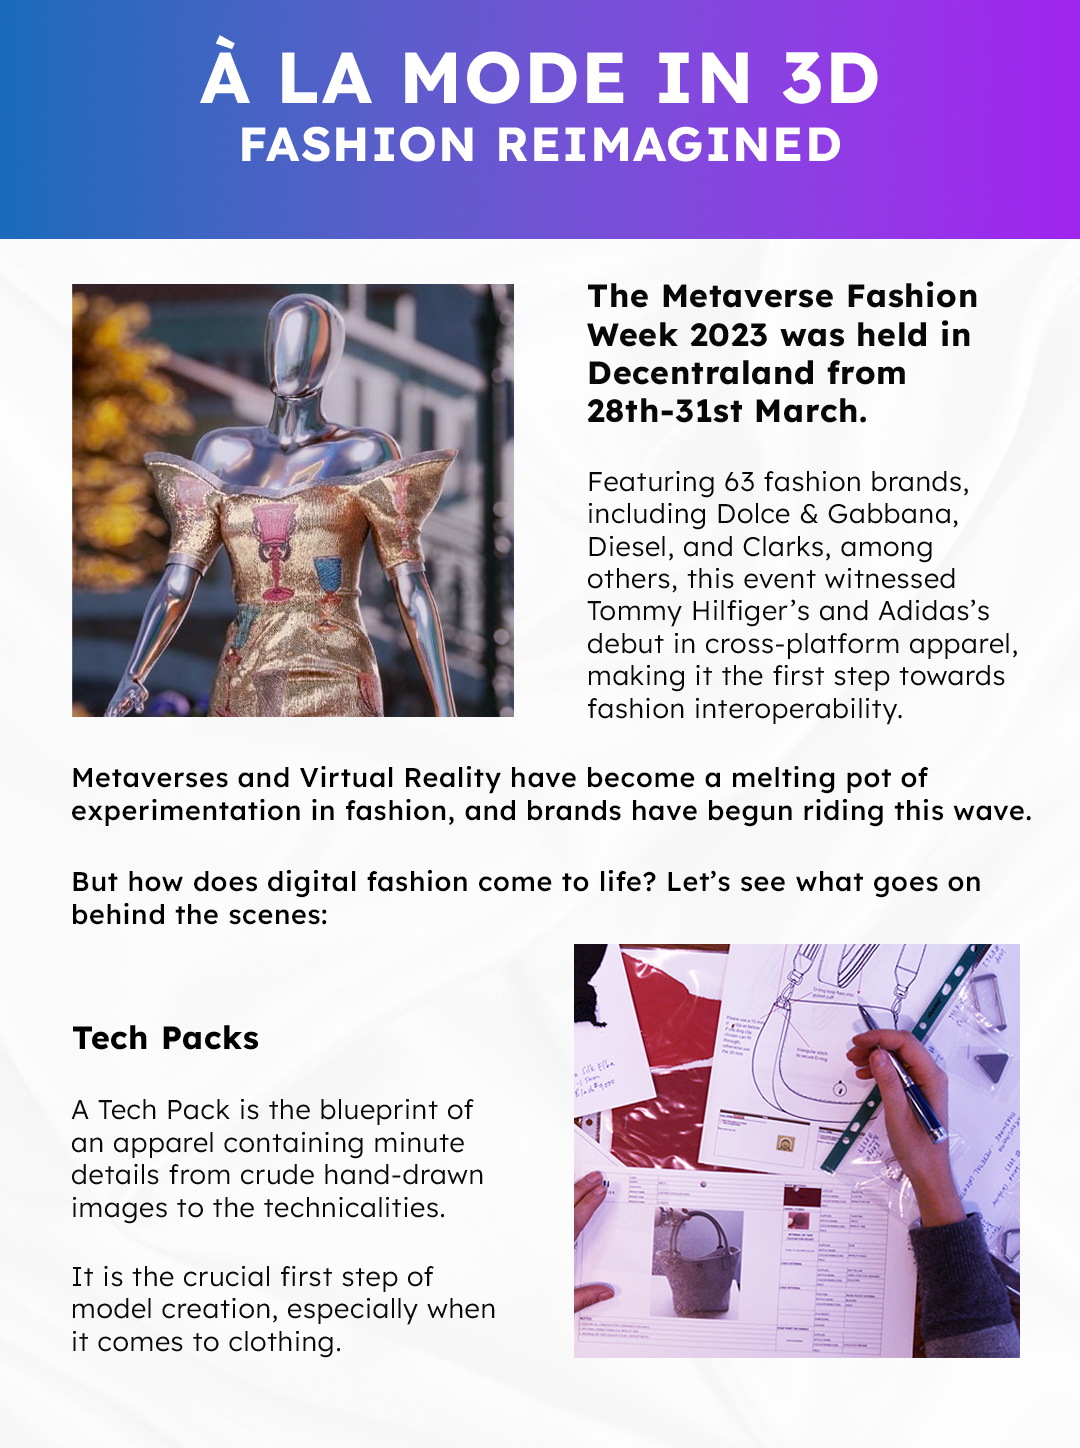 À LA MODE IN 3D
FASHION REIMAGINED
The Metaverse Fashion
Week 2023 was held in
Decentraland from
28th-31st March.
Featuring 63 fashion brands,
including Dolce & Gabbana,
Diesel, and Clarks, among
others, this event witnessed
Tommy Hilfiger’s and Adidas’s
debut in cross-platform apparel,
making it the first step towards
fashion interoperability.
Metaverses and Virtual Reality have become a melting pot of
experimentation in fashion, and brands have begun riding this wave.
But how does digital fashion come to life? Let’s see what goes on
behind the scenes:
Tech Packs
A Tech Pack is the blueprint of
an apparel containing minute
details from crude hand-drawn
images to the technicalities.
It is the crucial first step of
model creation, especially when
it comes to clothing.
Triangular stitch
to secure D-ring
NOTES